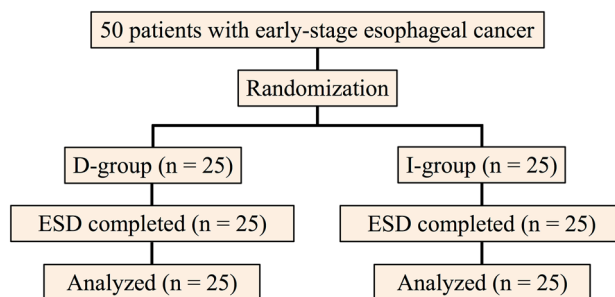 50 patients with early-stage esophageal cancer
Randomization
D-group (n = 25)
I-group (n = 25)
ESD completed (n = 25)
ESD completed (n = 25)
Analyzed (n = 25)
Analyzed (n = 25)